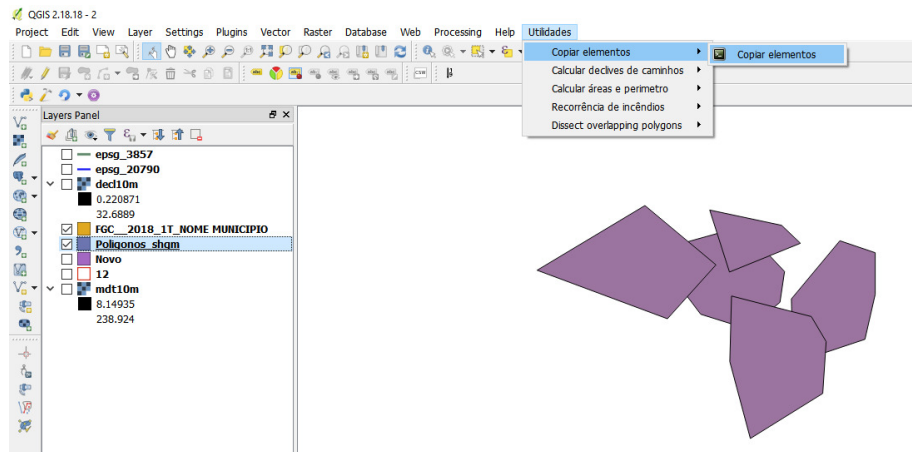 QGIS 2.18.18 - 2
Project Edit View Layer Settings Plugins Vector Raster Database Web Processing Help Utilidades
Copiar elementos
Copiar elementos
Calcular declives de caminhos
Calcular áreas e perimetro
Recorrência de incêndios
Dissect overlapping polygons
Layers Panel
epsg_3857
epsg_20790
decl10m
0.220871
32.6889
FGC__2018_1T_NOME MUNICIPIO
Poligonos_shgm
Novo
12
mdt10m
8.14935
238.924